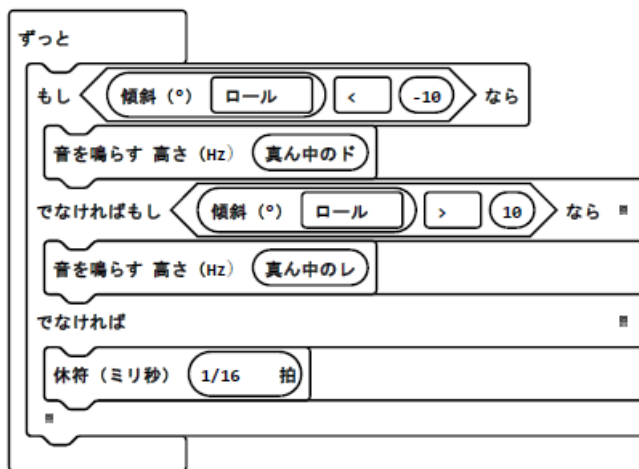 ずっと
もし 傾斜 (°) ロール < -10 なら
音を鳴らす 高さ (Hz) 真ん中のド
でなければもし 傾斜 (°) ロール > 10 なら
音を鳴らす 高さ (Hz) 真ん中のレ
でなければ
休符 (ミリ秒) 1/16 拍